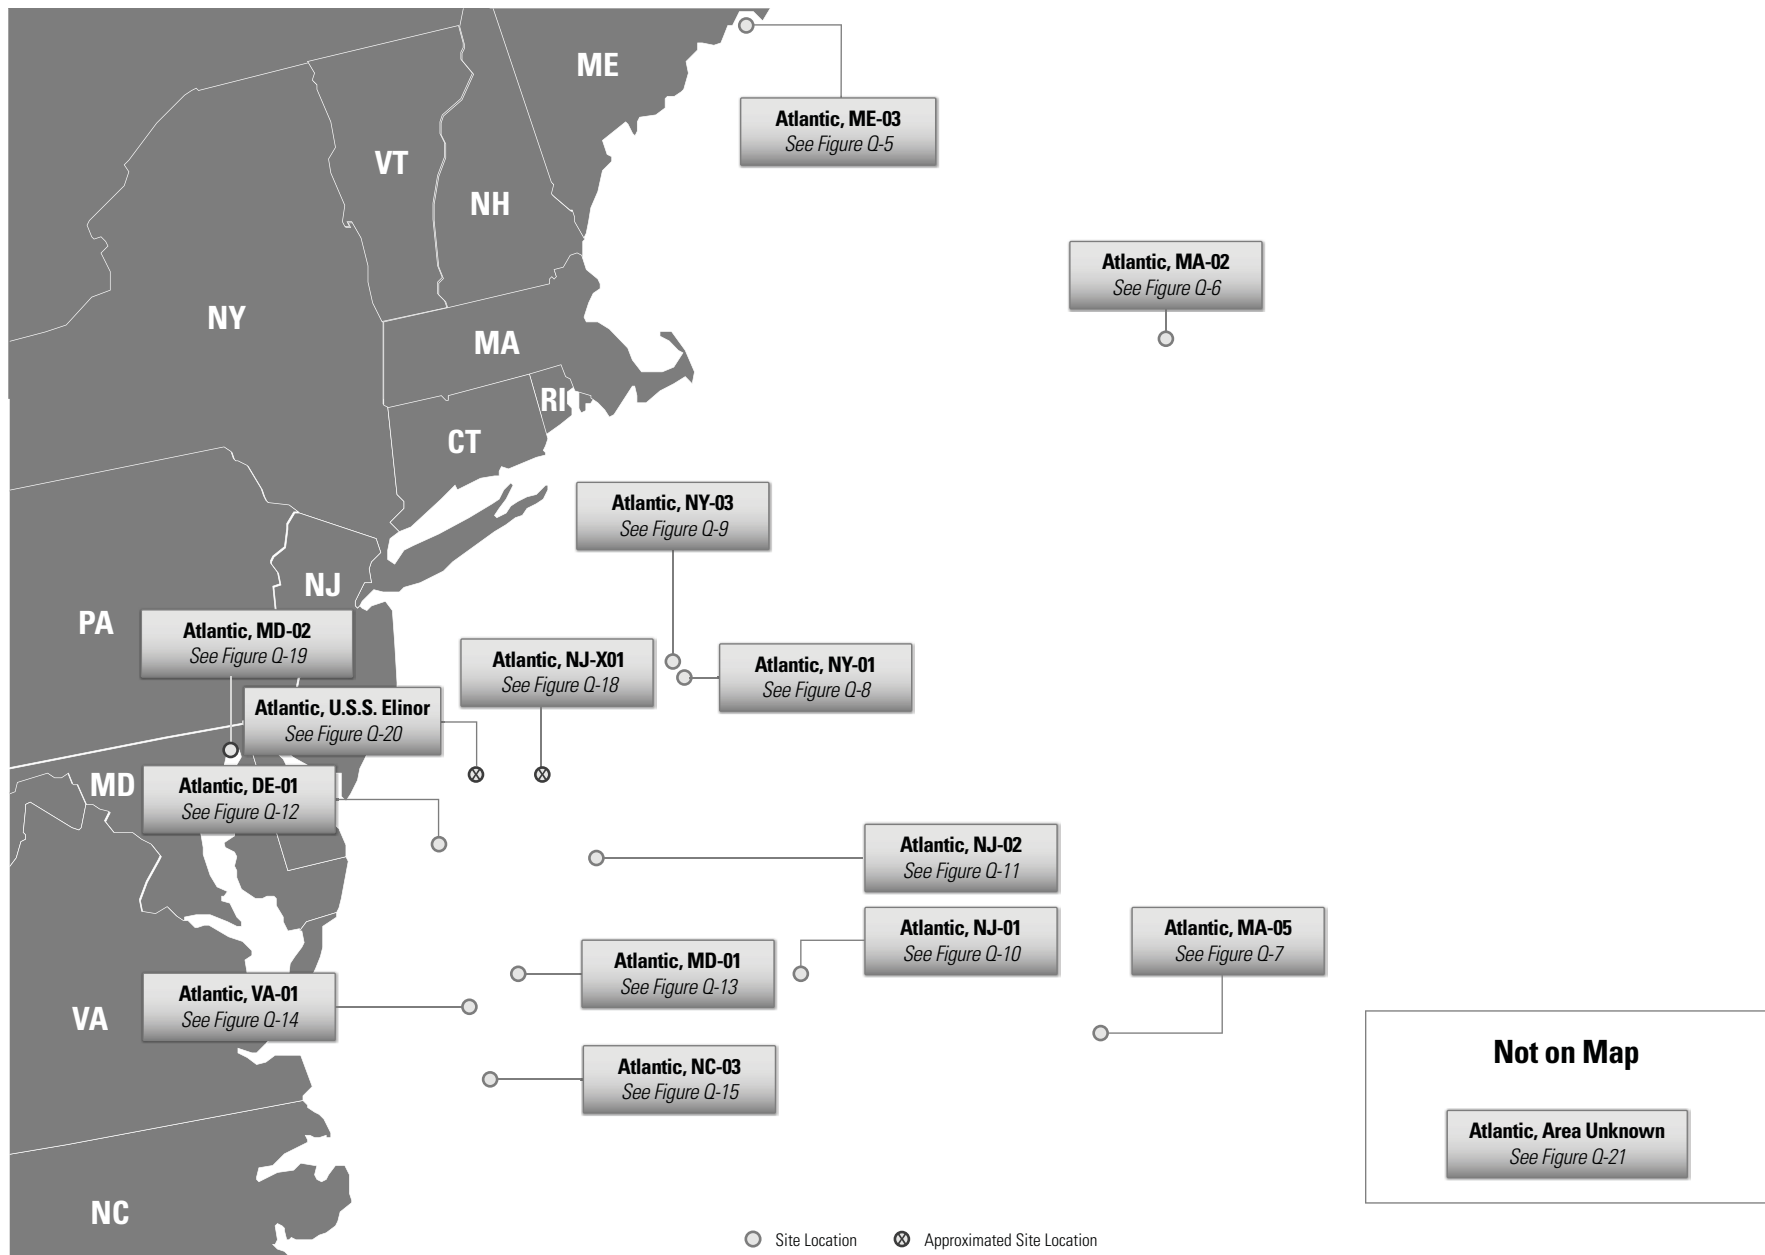 ME
Atlantic, ME-03
See Figure Q-5
VT
NH
Atlantic, MA-02
See Figure Q-6
NY
MA
RI
CT
Atlantic, NY-03
See Figure Q-9
NJ
PA
Atlantic, MD-02
See Figure Q-19
Atlantic, NJ-X01
See Figure Q-18
Atlantic, NY-01
See Figure Q-8
Atlantic, U.S.S. Elinor
See Figure Q-20
MD
Atlantic, DE-01
See Figure Q-12
Atlantic, NJ-02
See Figure Q-11
Atlantic, NJ-01
See Figure Q-10
Atlantic, MA-05
See Figure Q-7
Atlantic, MD-01
See Figure Q-13
VA
Atlantic, VA-01
See Figure Q-14
Atlantic, NC-03
See Figure Q-15
Not on Map
Atlantic, Area Unknown
See Figure Q-21
NC
Site Location
Approximated Site Location